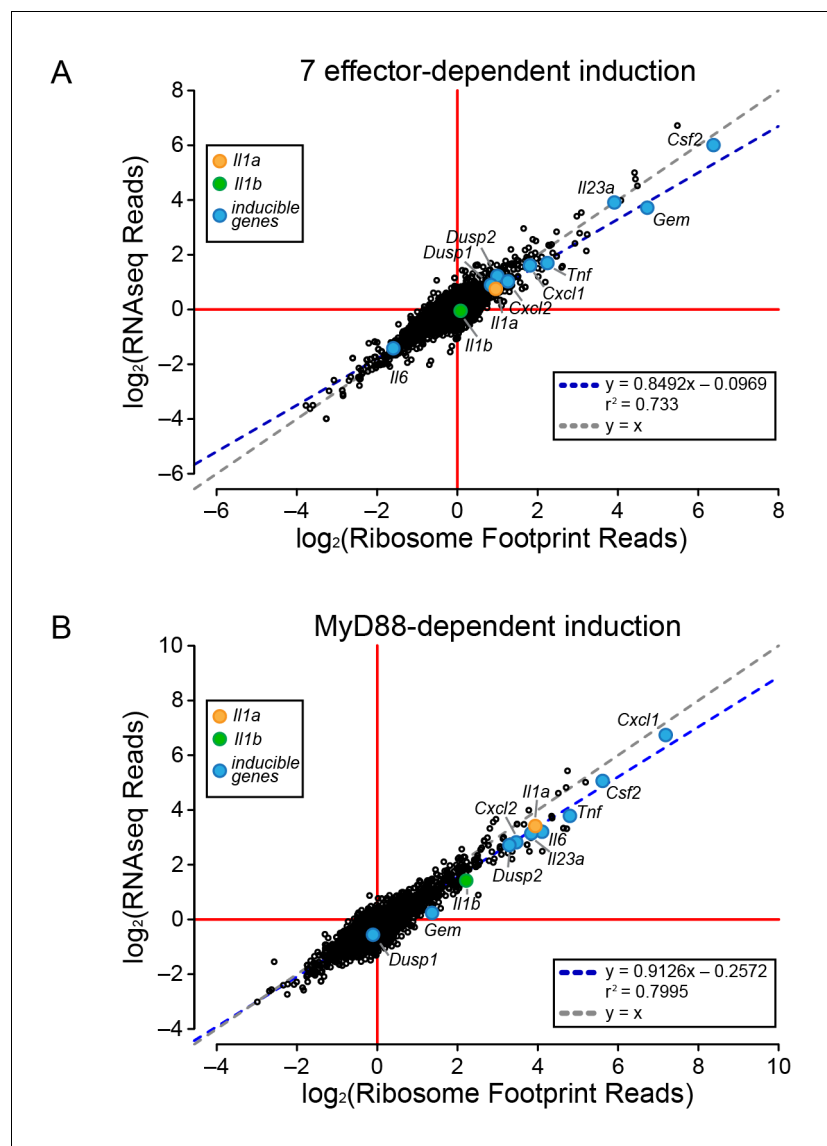 A
7 effector-dependent induction
log₂(RNAseq Reads)
8
6
4
2
0
–2
–4
–6
Il1a
Il1b
inducible
genes
Csf2
Il23a
Gem
Dusp2
Dusp1
Tnf
Cxcl1
Cxcl2
Il1a
Il1b
Il6
y = 0.8492x – 0.0969
r² = 0.733
y = x
–6 –4 –2 0 2 4 6 8
log₂(Ribosome Footprint Reads)
B
MyD88-dependent induction
log₂(RNAseq Reads)
10
8
6
4
2
0
–2
–4
Il1a
Il1b
inducible
genes
Cxcl1
Il1a
Csf2
Cxcl2
Tnf
Il6
Il23a
Dusp2
Il1b
Gem
Dusp1
y = 0.9126x – 0.2572
r² = 0.7995
y = x
–4 –2 0 2 4 6 8 10
log₂(Ribosome Footprint Reads)